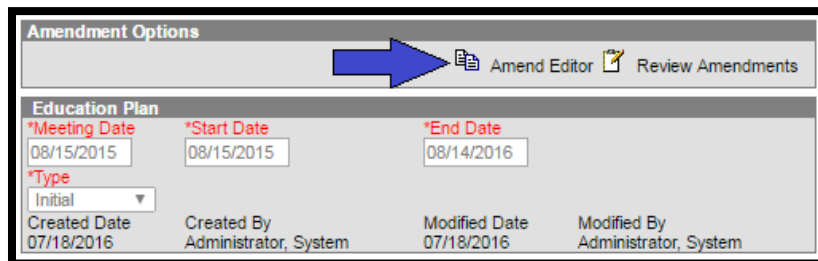 Amendment Options
Amend Editor Review Amendments
Education Plan
*Meeting Date *Start Date *End Date
08/15/2015 08/15/2015 08/14/2016
*Type
Initial
Created Date Created By Modified Date Modified By
07/18/2016 Administrator, System 07/18/2016 Administrator, System